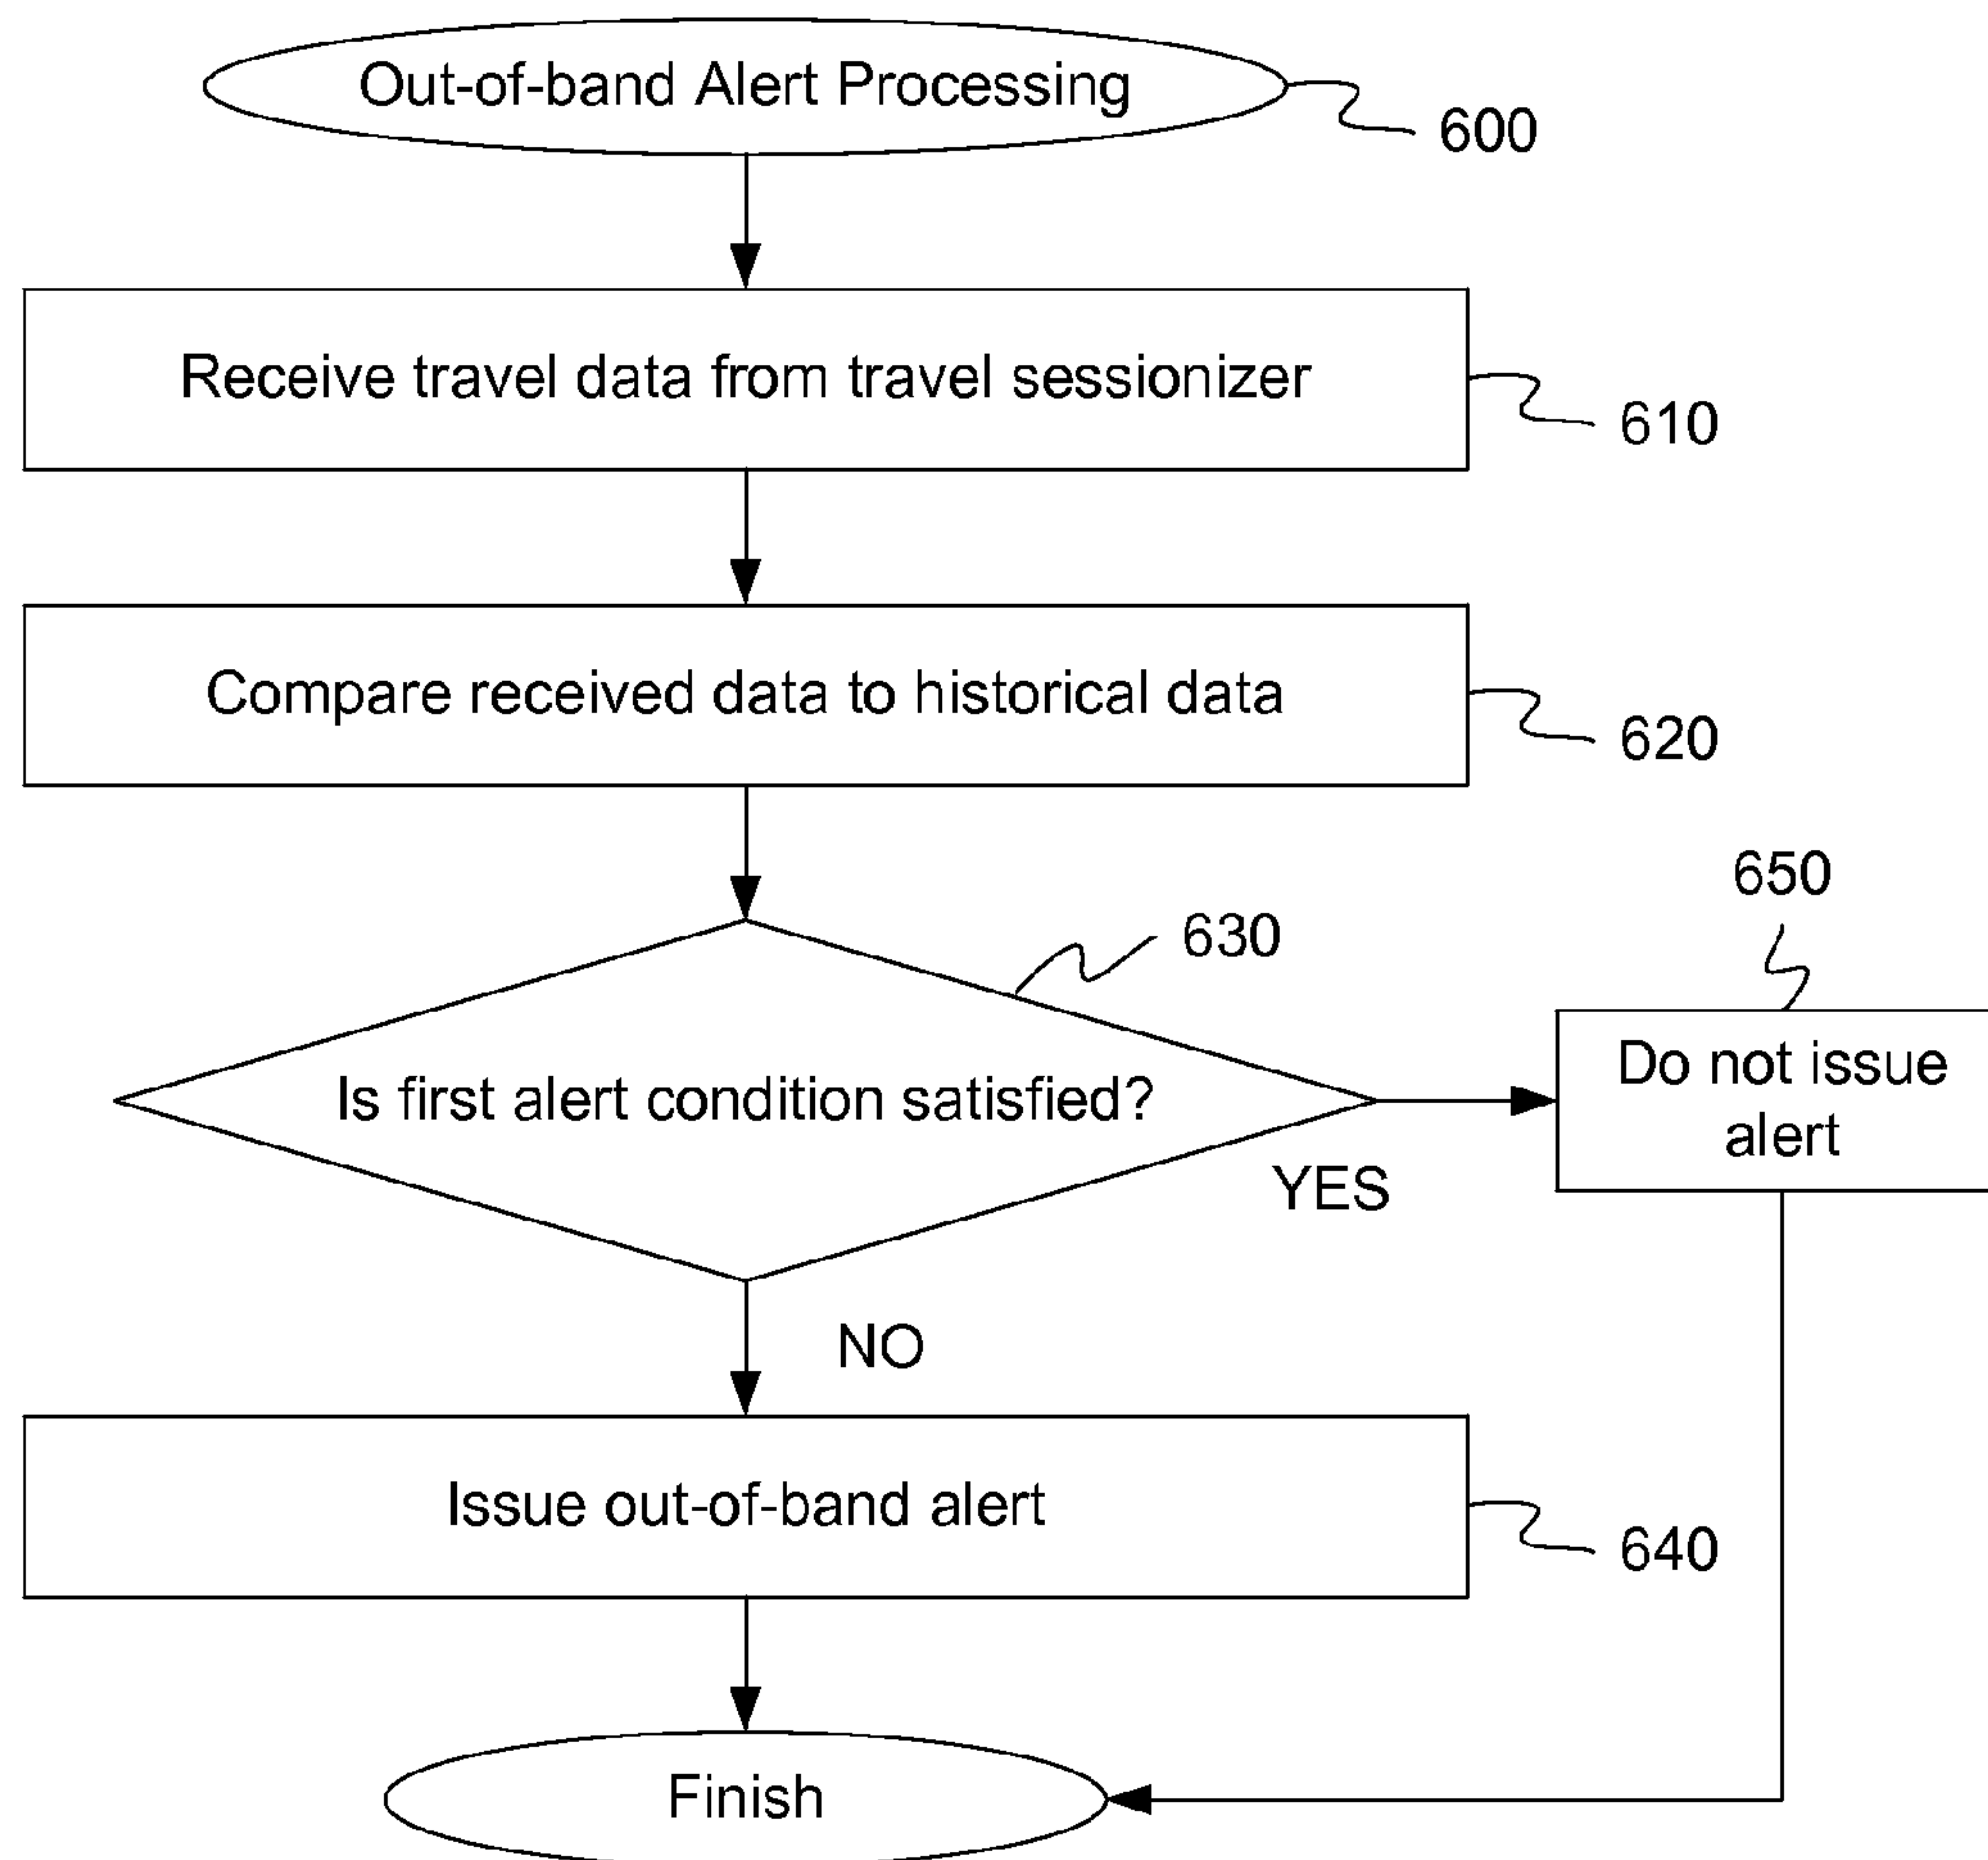 Out-of-band Alert Processing
600
Receive travel data from travel sessionizer
610
Compare received data to historical data
620
650
630
Do not issue
alert
Is first alert condition satisfied?
YES
NO
Issue out-of-band alert
640
Finish